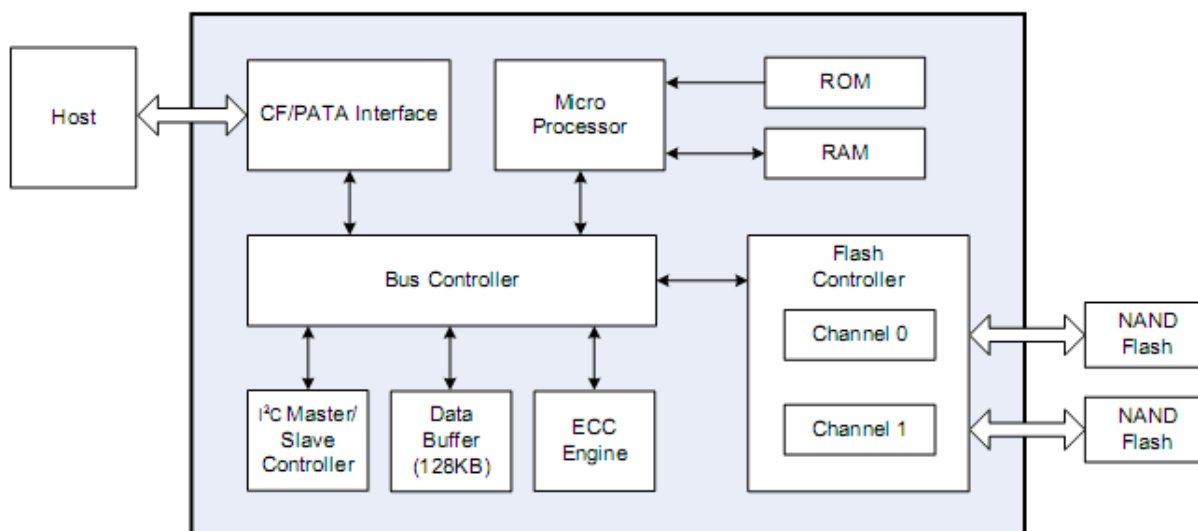 Host
CF/PATA Interface
Micro
Processor
ROM
RAM
Bus Controller
Flash
Controller
Channel 0
Channel 1
NAND
Flash
NAND
Flash
I²C Master/
Slave
Controller
Data
Buffer
(128KB)
ECC
Engine